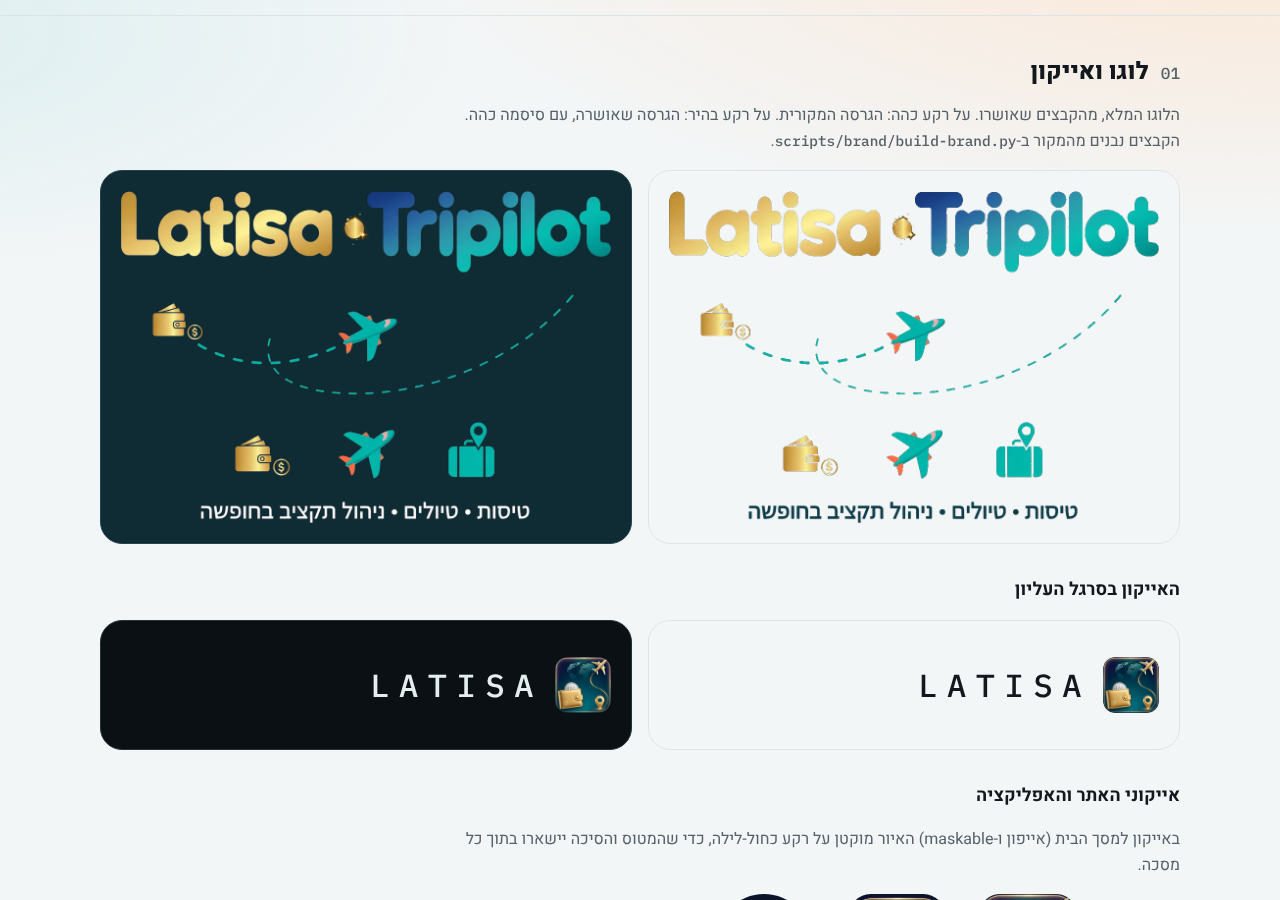 01 לוגו ואייקון
הלוגו המלא, מהקבצים שאושרו. על רקע כהה: הגרסה המקורית. על רקע בהיר: הגרסה שאושרה, עם סיסמה כהה.
הקבצים נבנים מהמקור ב-scripts/brand/build-brand.py.
Latisa Tripilot
טיסות • טיולים • ניהול תקציב בחופשה
Latisa Tripilot
טיסות • טיולים • ניהול תקציב בחופשה
האייקון בסרגל העליון
LATISA
LATISA
אייקוני האתר והאפליקציה
באייקון למסך הבית (אייפון ו-maskable) האיור מוקטן על רקע כחול-לילה, כדי שהמטוס והסיכה יישארו בתוך כל
מסכה.